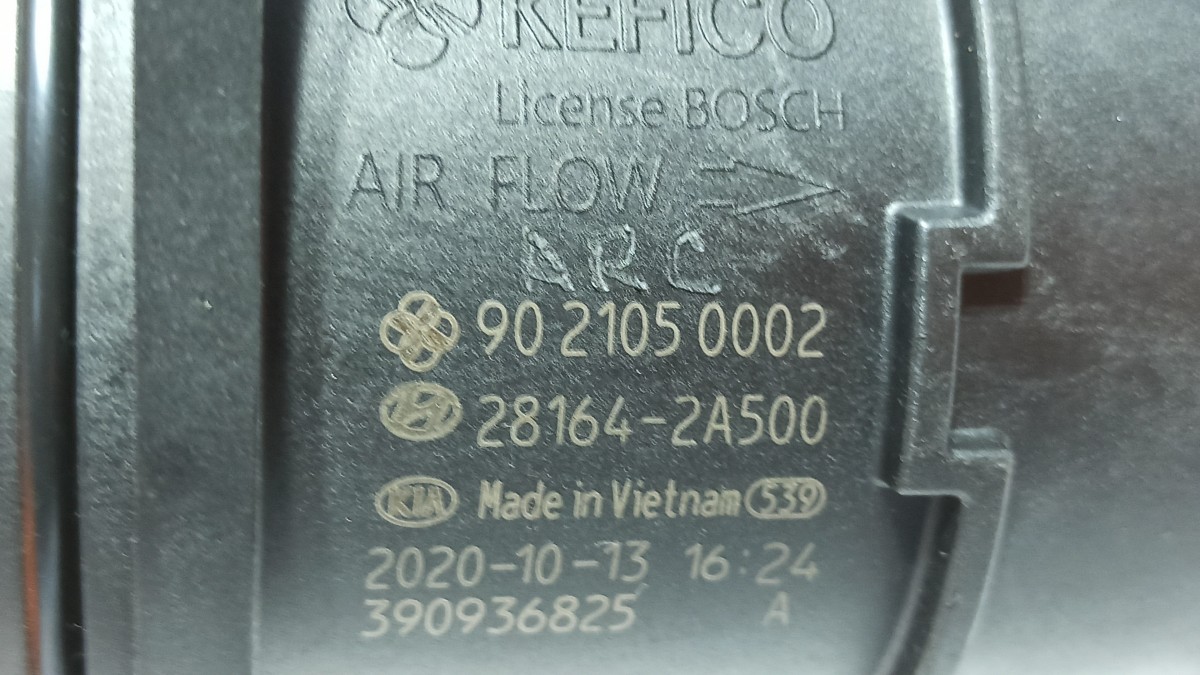 KEFICO
License BOSCH
AIR FLOW
ARC
90 2105 0002
28164-2A500
KIA Made in Vietnam 539
2020-10-13 16:24
390936825 A